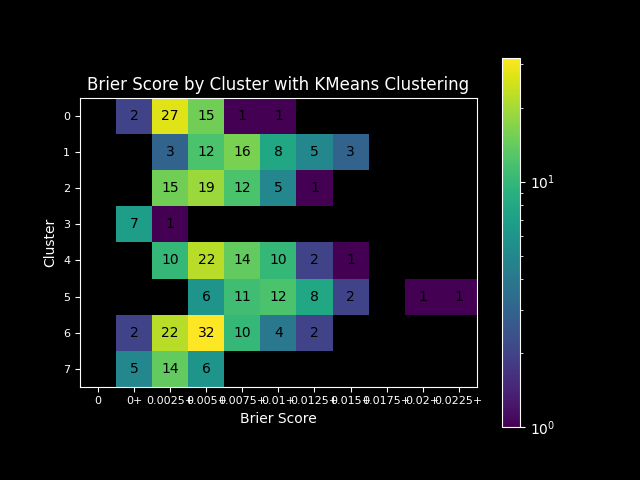 Brier Score by Cluster with KMeans Clustering
0 2 27 15 1 1
1 3 12 16 8 5 3
2 15 19 12 5 1
3 7 1
4 10 22 14 10 2 1
5 6 11 12 8 2 1 1
6 2 22 32 10 4 2
7 5 14 6
Cluster
0 0+ 0.0025+ 0.005+ 0.0075+ 0.01+ 0.0125+ 0.015+ 0.0175+ 0.02+ 0.0225+
Brier Score
10¹
10⁰